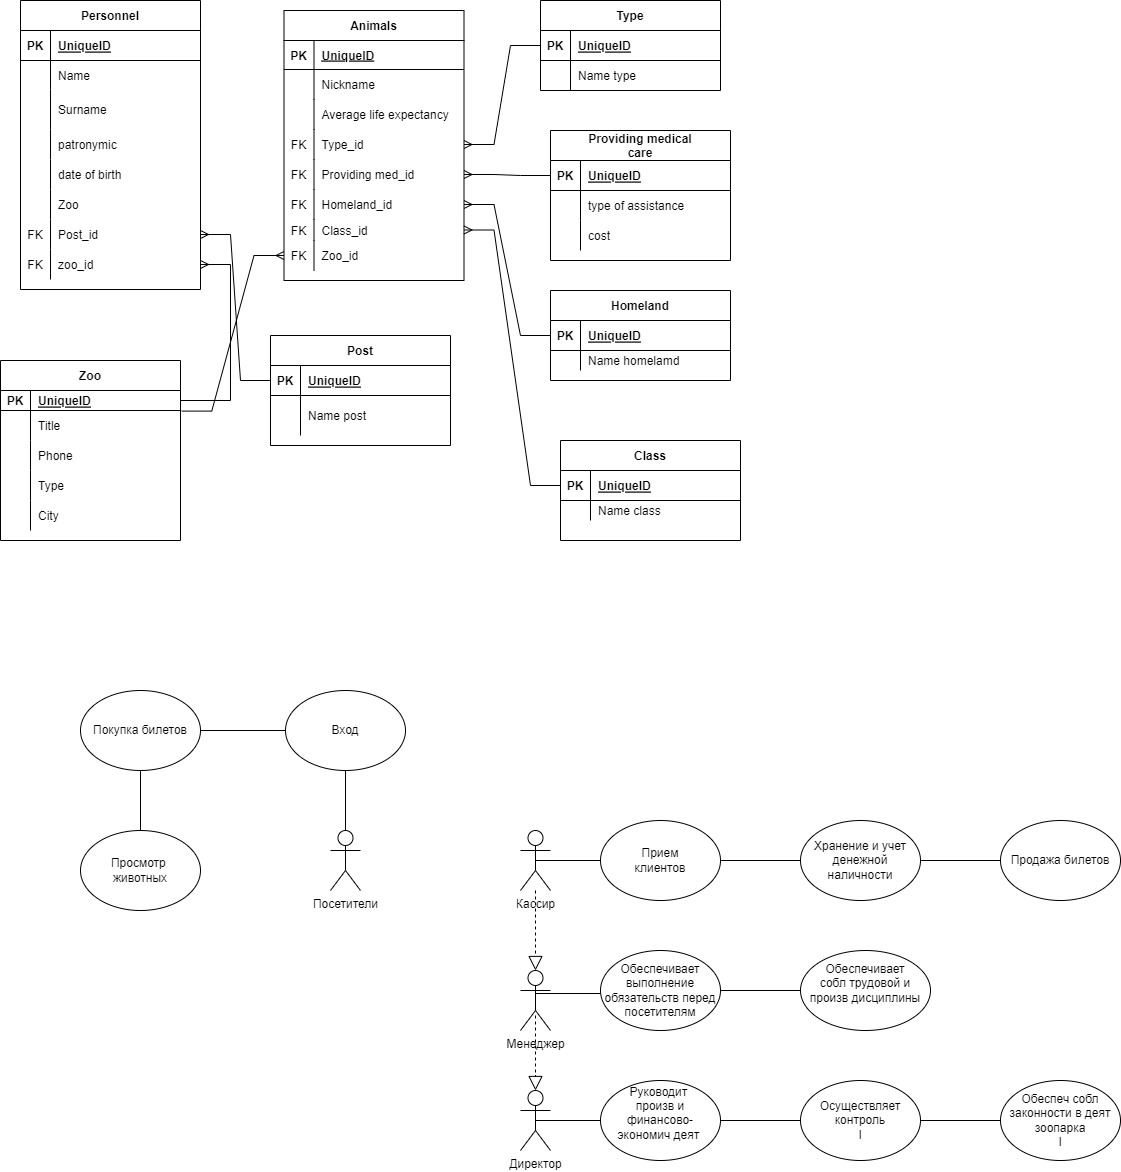 Personnel
PK UniqueID
Name
Surname
patronymic
date of birth
Zoo
FK Post_id
FK zoo_id
Animals
PK UniqueID
Nickname
Average life expectancy
FK Type_id
FK Providing med_id
FK Homeland_id
FK Class_id
FK Zoo_id
Type
PK UniqueID
Name type
Providing medical
care
PK UniqueID
type of assistance
cost
Homeland
PK UniqueID
Name homelamd
Post
PK UniqueID
Name post
Zoo
PK UniqueID
Title
Phone
Type
City
Class
PK UniqueID
Name class
Покупка билетов
Вход
Просмотр
животных
Посетители
Кассир
Прием
клиентов
Хранение и учет
денежной
наличности
Продажа билетов
Менеджер
Обеспечивает
выполнение
обязательств перед
посетителям
Обеспечивает
собл трудовой и
произв дисциплины
Директор
Руководит
произв и
финансово-
экономич деят
Осуществляет
контроль
I
Обеспеч собл
законности в деят
зоопарка
I